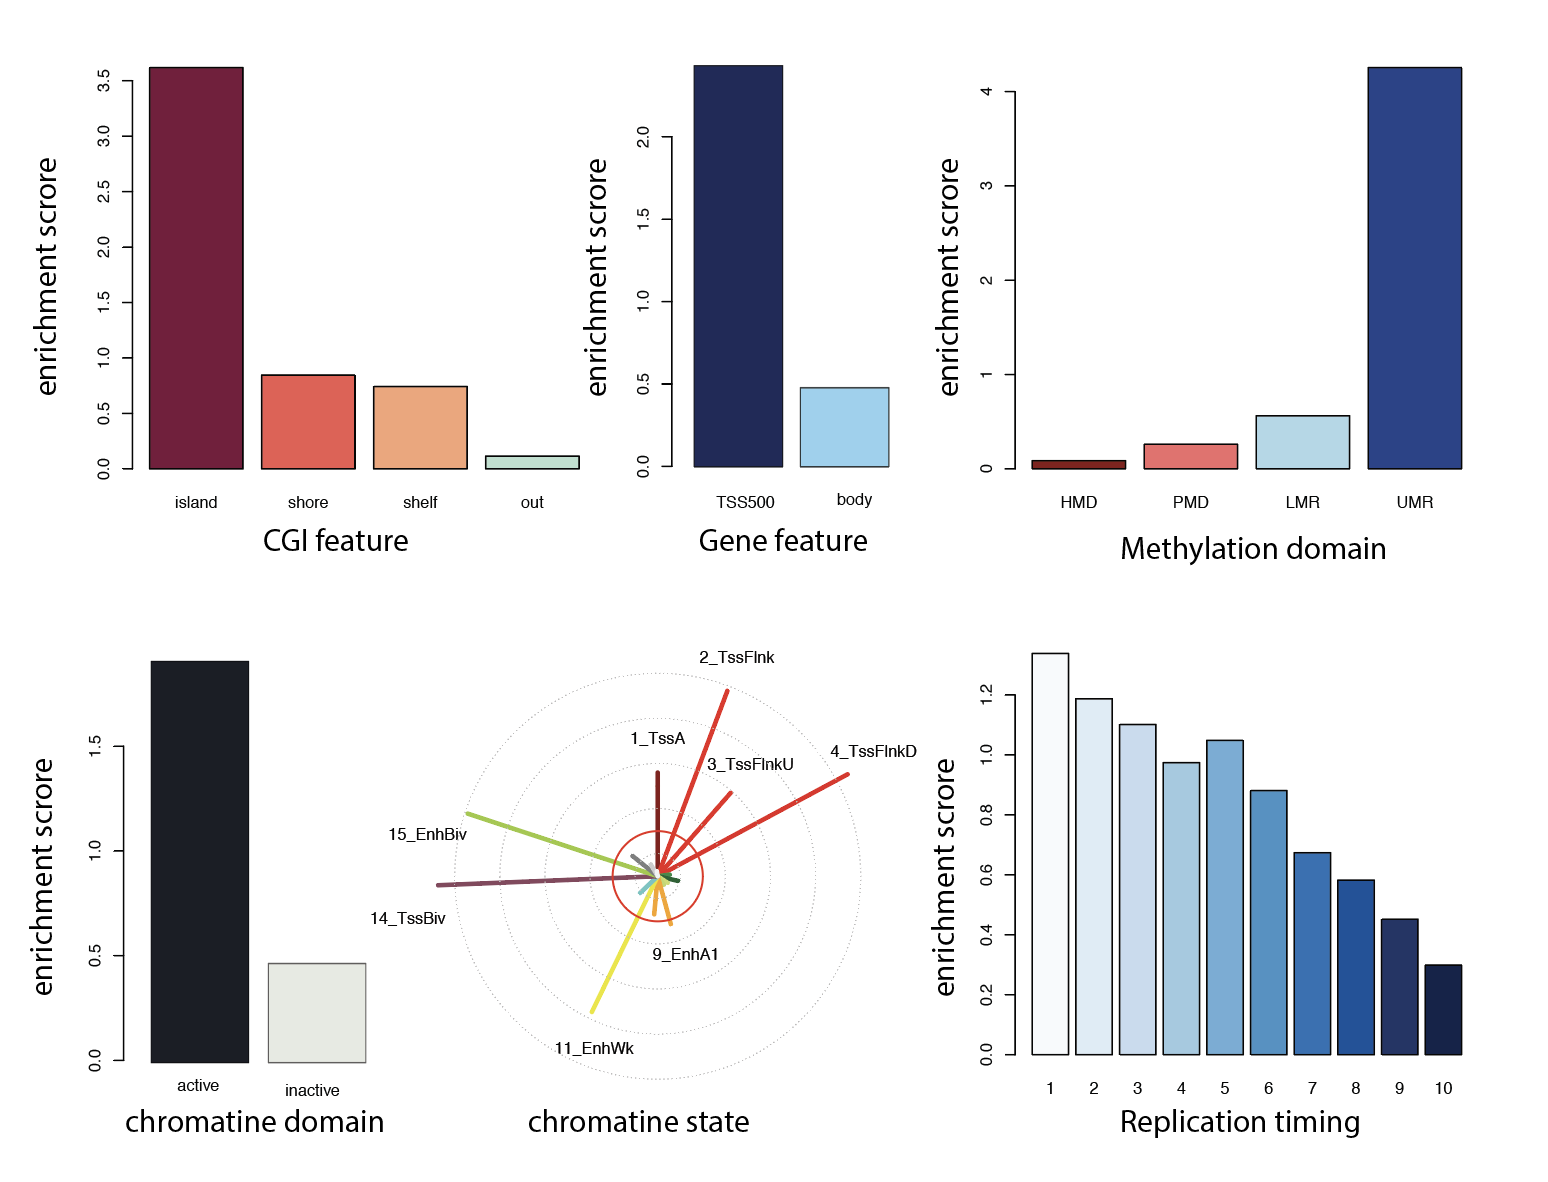 enrichment scrore
0.0
0.5
1.0
1.5
2.0
2.5
3.0
3.5
island
shore
shelf
out
CGI feature
enrichment scrore
0.0
0.5
1.0
1.5
2.0
TSS500
body
Gene feature
enrichment scrore
0
1
2
3
4
HMD
PMD
LMR
UMR
Methylation domain
enrichment scrore
0.0
0.5
1.0
1.5
active
inactive
chromatine domain
2_TssFlnk
1_TssA
3_TssFlnkU
4_TssFlnkD
15_EnhBiv
14_TssBiv
9_EnhA1
11_EnhWk
chromatine state
enrichment scrore
0.0
0.2
0.4
0.6
0.8
1.0
1.2
1 2 3 4 5 6 7 8 9 10
Replication timing